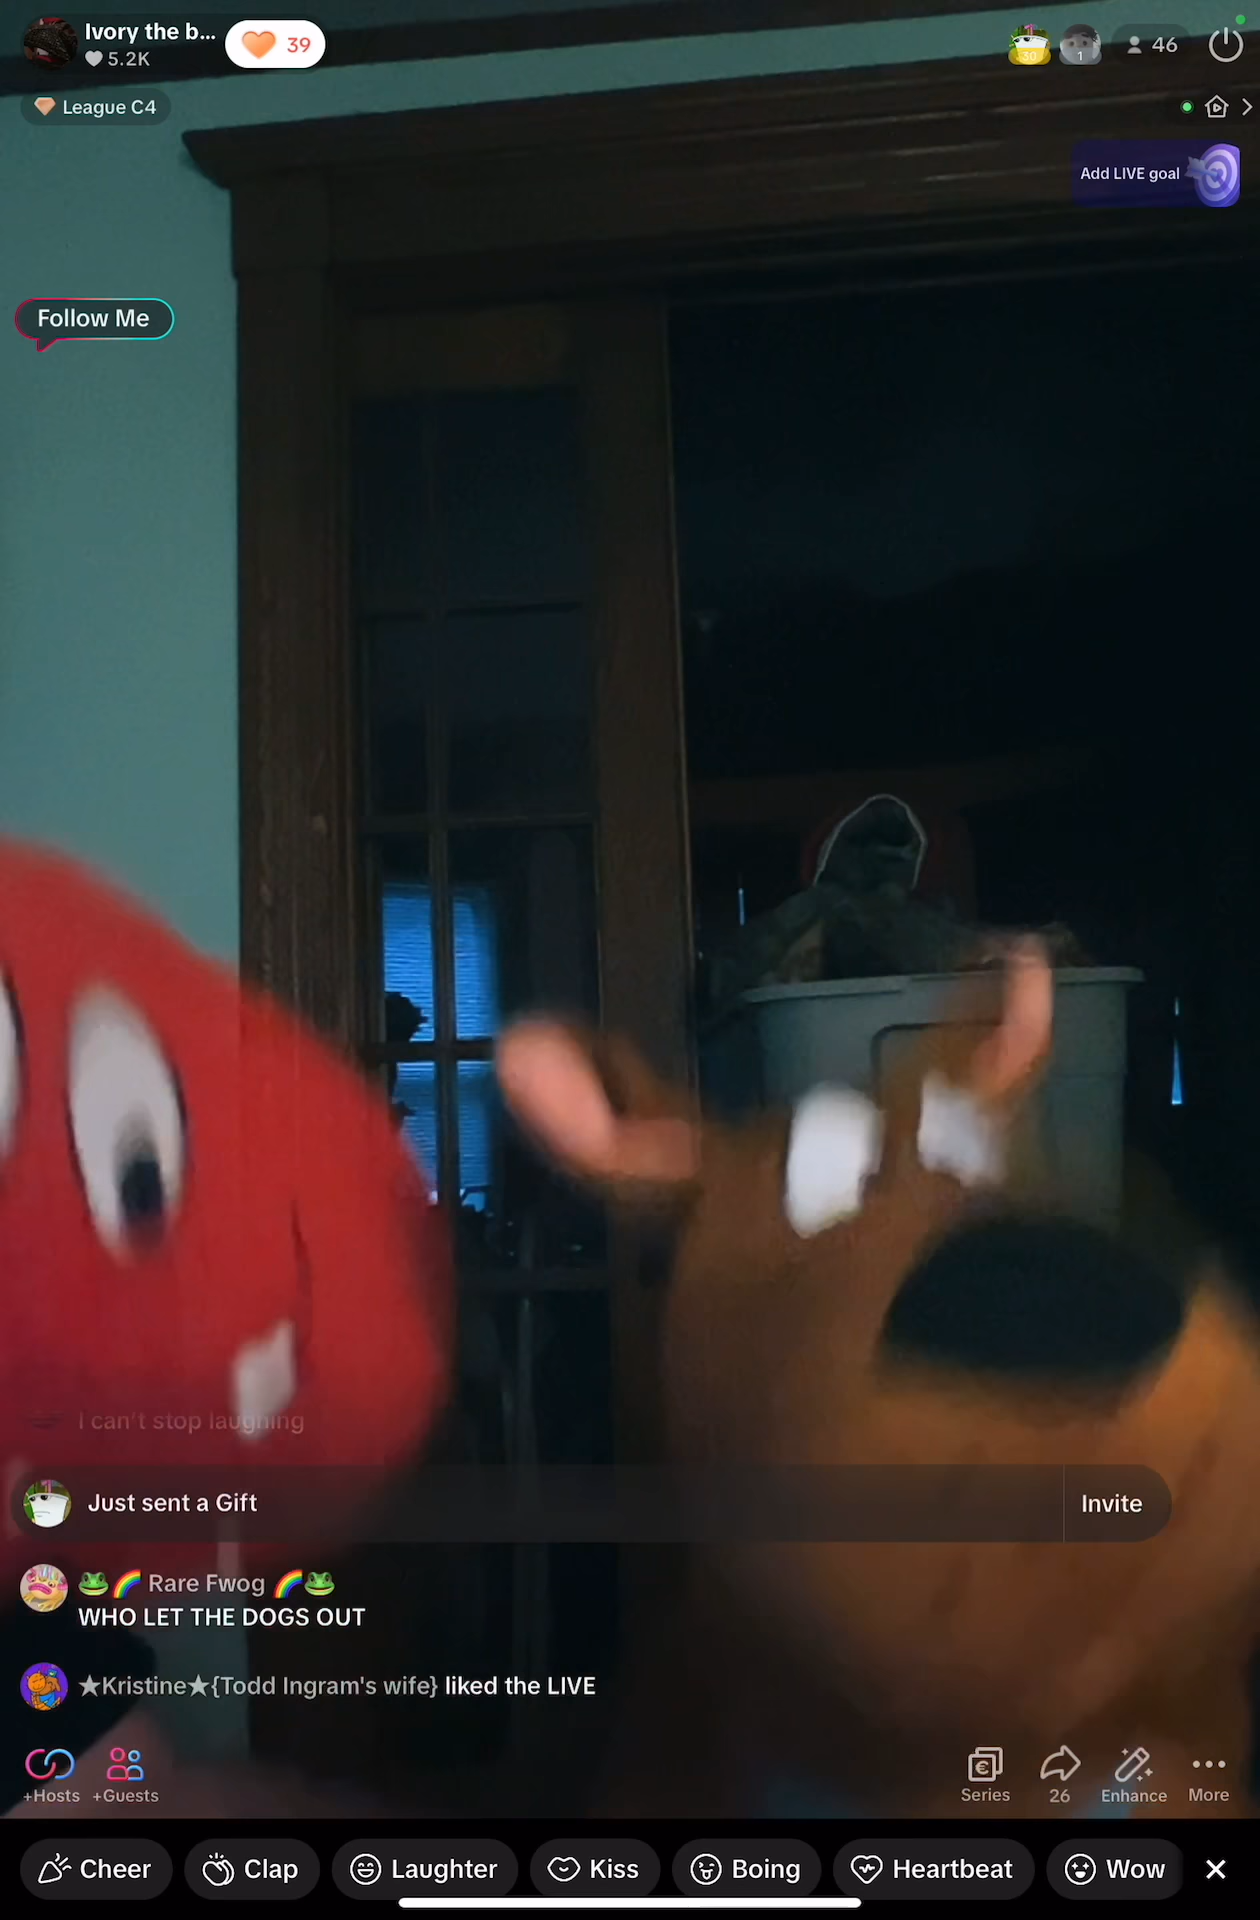 Ivory the b...
5.2K
39
30
1
46
League C4
Add LIVE goal
Follow Me
I can't stop laughing
Just sent a Gift
Invite
🐸🌈 Rare Fwog 🌈🐸
WHO LET THE DOGS OUT
★Kristine★{Todd Ingram's wife} liked the LIVE
+Hosts
+Guests
Series
26
Enhance
More
Cheer
Clap
Laughter
Kiss
Boing
Heartbeat
Wow